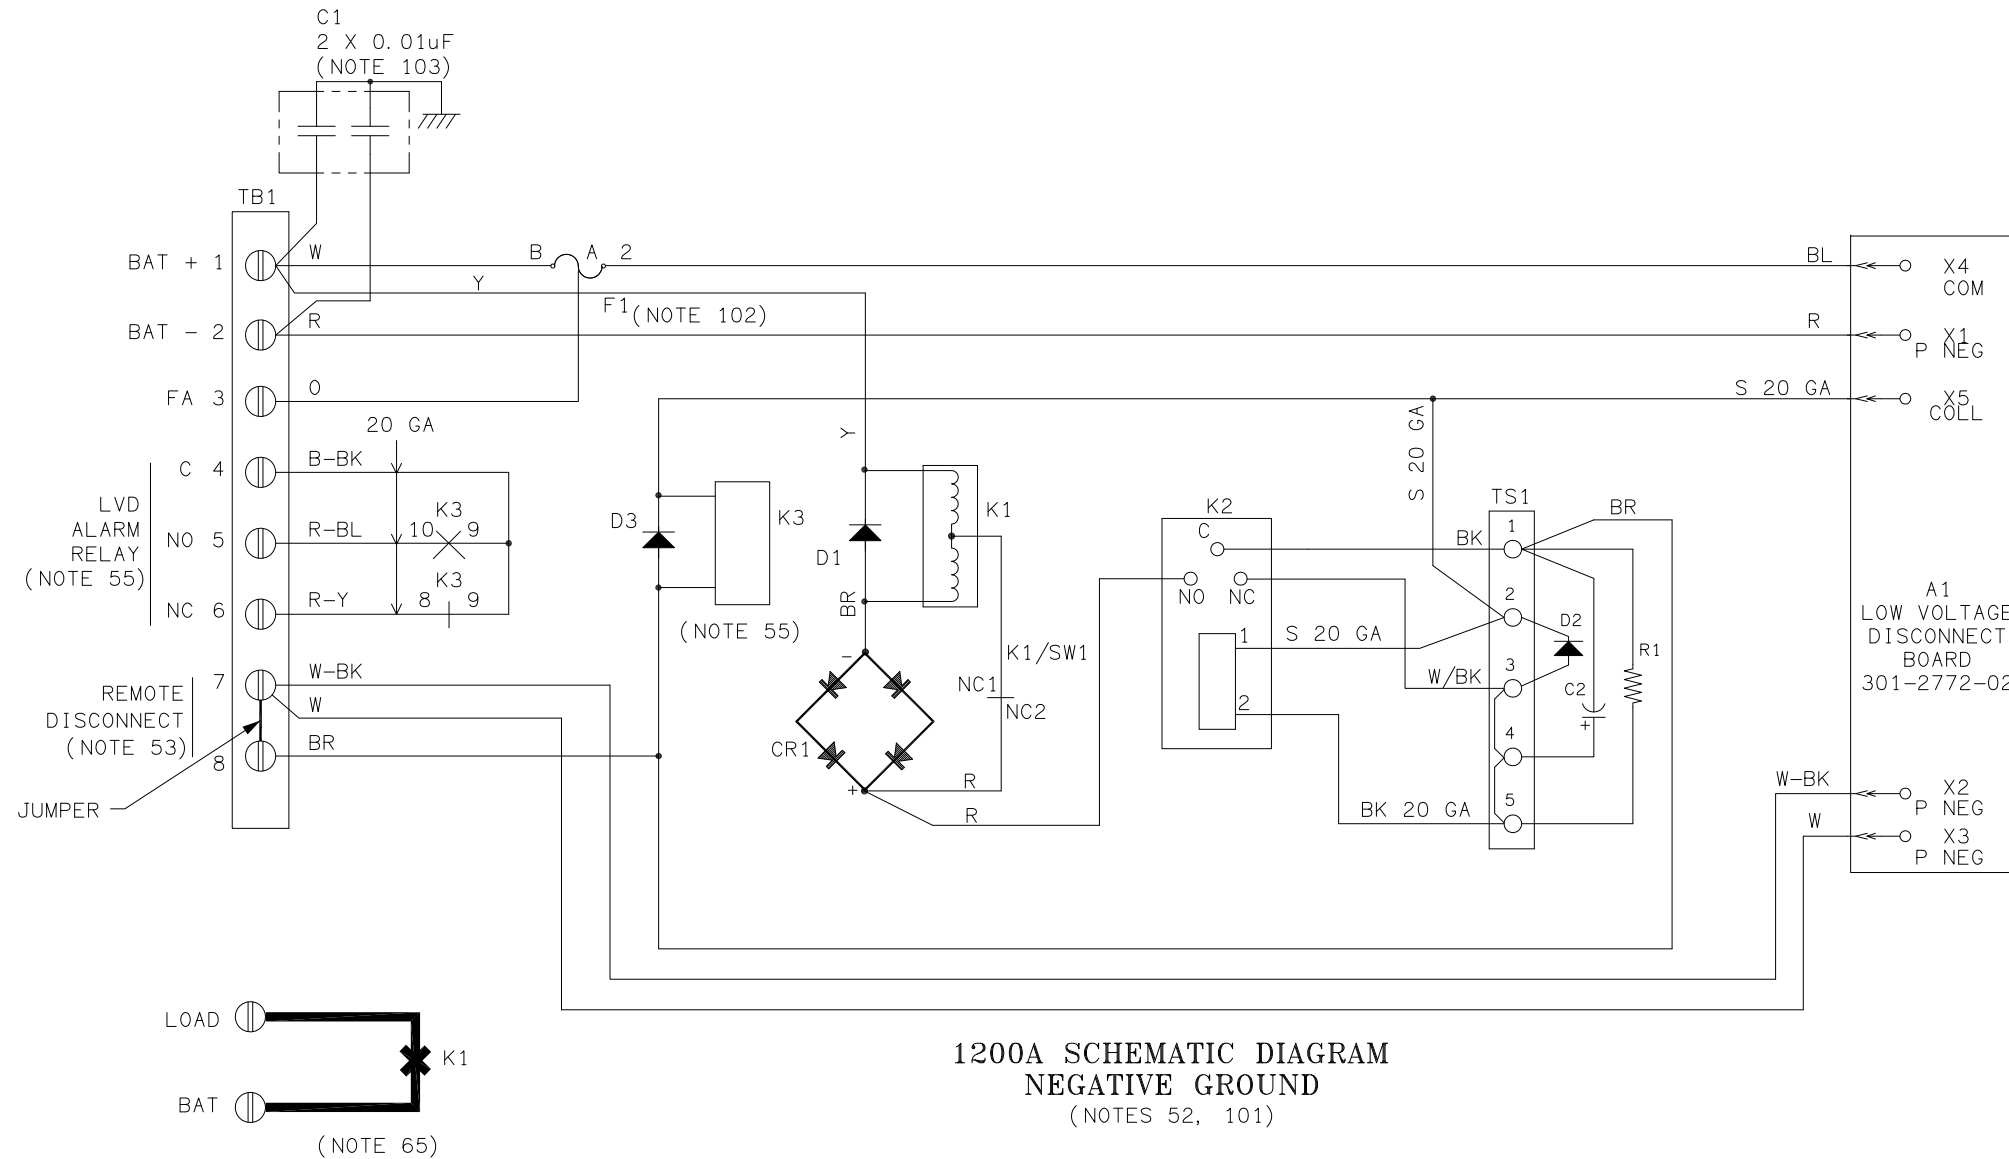 C1
2 X 0.01uF
(NOTE 103)
TB1
BAT + 1
W
B
A
2
BL
X4
COM
Y
F1
(NOTE 102)
BAT - 2
R
R
X1
P NEG
FA 3
O
S 20 GA
X5
COLL
20 GA
Y
S 20 GA
C 4
B-BK
LVD
ALARM
RELAY
(NOTE 55)
K3
NO 5
R-BL
10
9
K3
NC 6
R-Y
8
9
D3
K3
(NOTE 55)
D1
K1
BR
K2
C
NO
NC
BK
TS1
1
BR
2
D2
1
S 20 GA
3
R1
W/BK
C2
2
+
4
BK 20 GA
5
A1
LOW VOLTAGE
DISCONNECT
BOARD
301-2772-02
K1/SW1
NC1
NC2
-
CR1
+
R
R
7
W-BK
REMOTE
DISCONNECT
(NOTE 53)
W
BR
8
JUMPER
W-BK
X2
P NEG
W
X3
P NEG
LOAD
K1
BAT
(NOTE 65)
1200A SCHEMATIC DIAGRAM
NEGATIVE GROUND
(NOTES 52, 101)